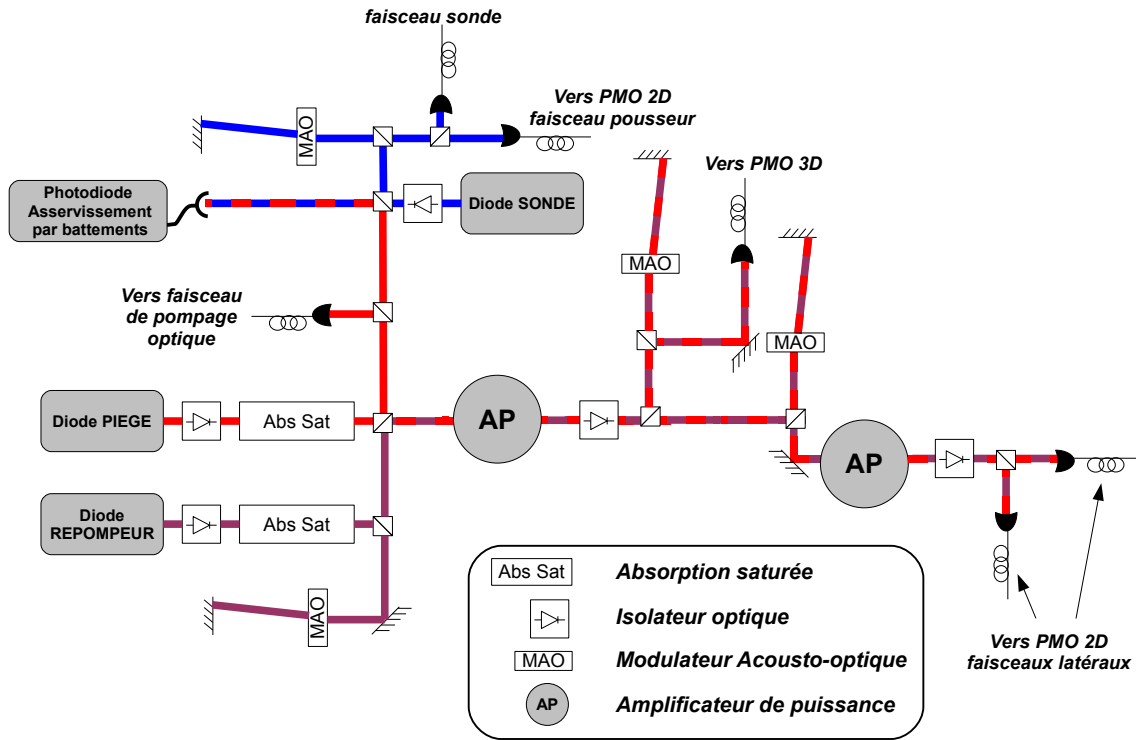 faisceau sonde
Vers PMO 2D
faisceau pousseur
MAO
Vers PMO 3D
Photodiode
Asservissement
par battements
Diode SONDE
MAO
Vers faisceau
de pompage
optique
MAO
Diode PIEGE
Abs Sat
AP
AP
Diode
REPOMPEUR
Abs Sat
MAO
Abs Sat
Absorption saturée
Isolateur optique
MAO
Modulateur Acousto-optique
AP
Amplificateur de puissance
Vers PMO 2D
faisceaux latéraux